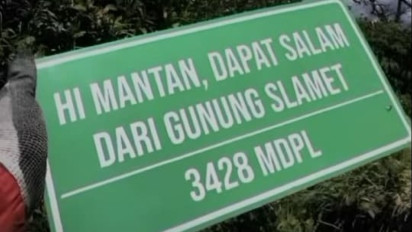 HI MANTAN, DAPAT SALAM
DARI GUNUNG SLAMET
3428 MDPL